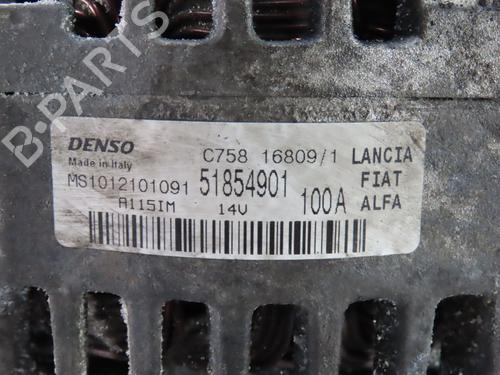 B-PARTS
DENSO C758 16809/1 LANCIA
Made in Italy
MS1012101091 51854901 FIAT
A115IM 14V 100A ALFA